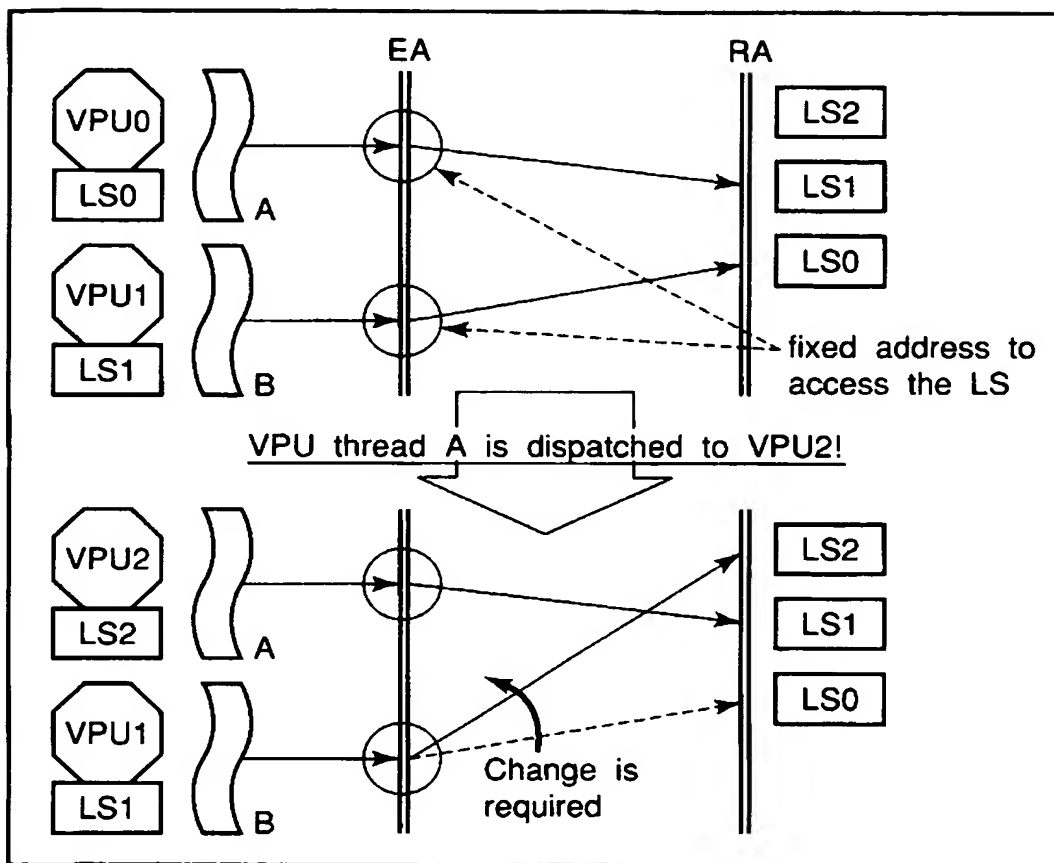 EA
RA
VPU0
LS0
A
LS2
LS1
LS0
VPU1
LS1
B
fixed address to
access the LS
VPU thread A is dispatched to VPU2!
VPU2
LS2
A
LS2
LS1
LS0
VPU1
LS1
B
Change is
required